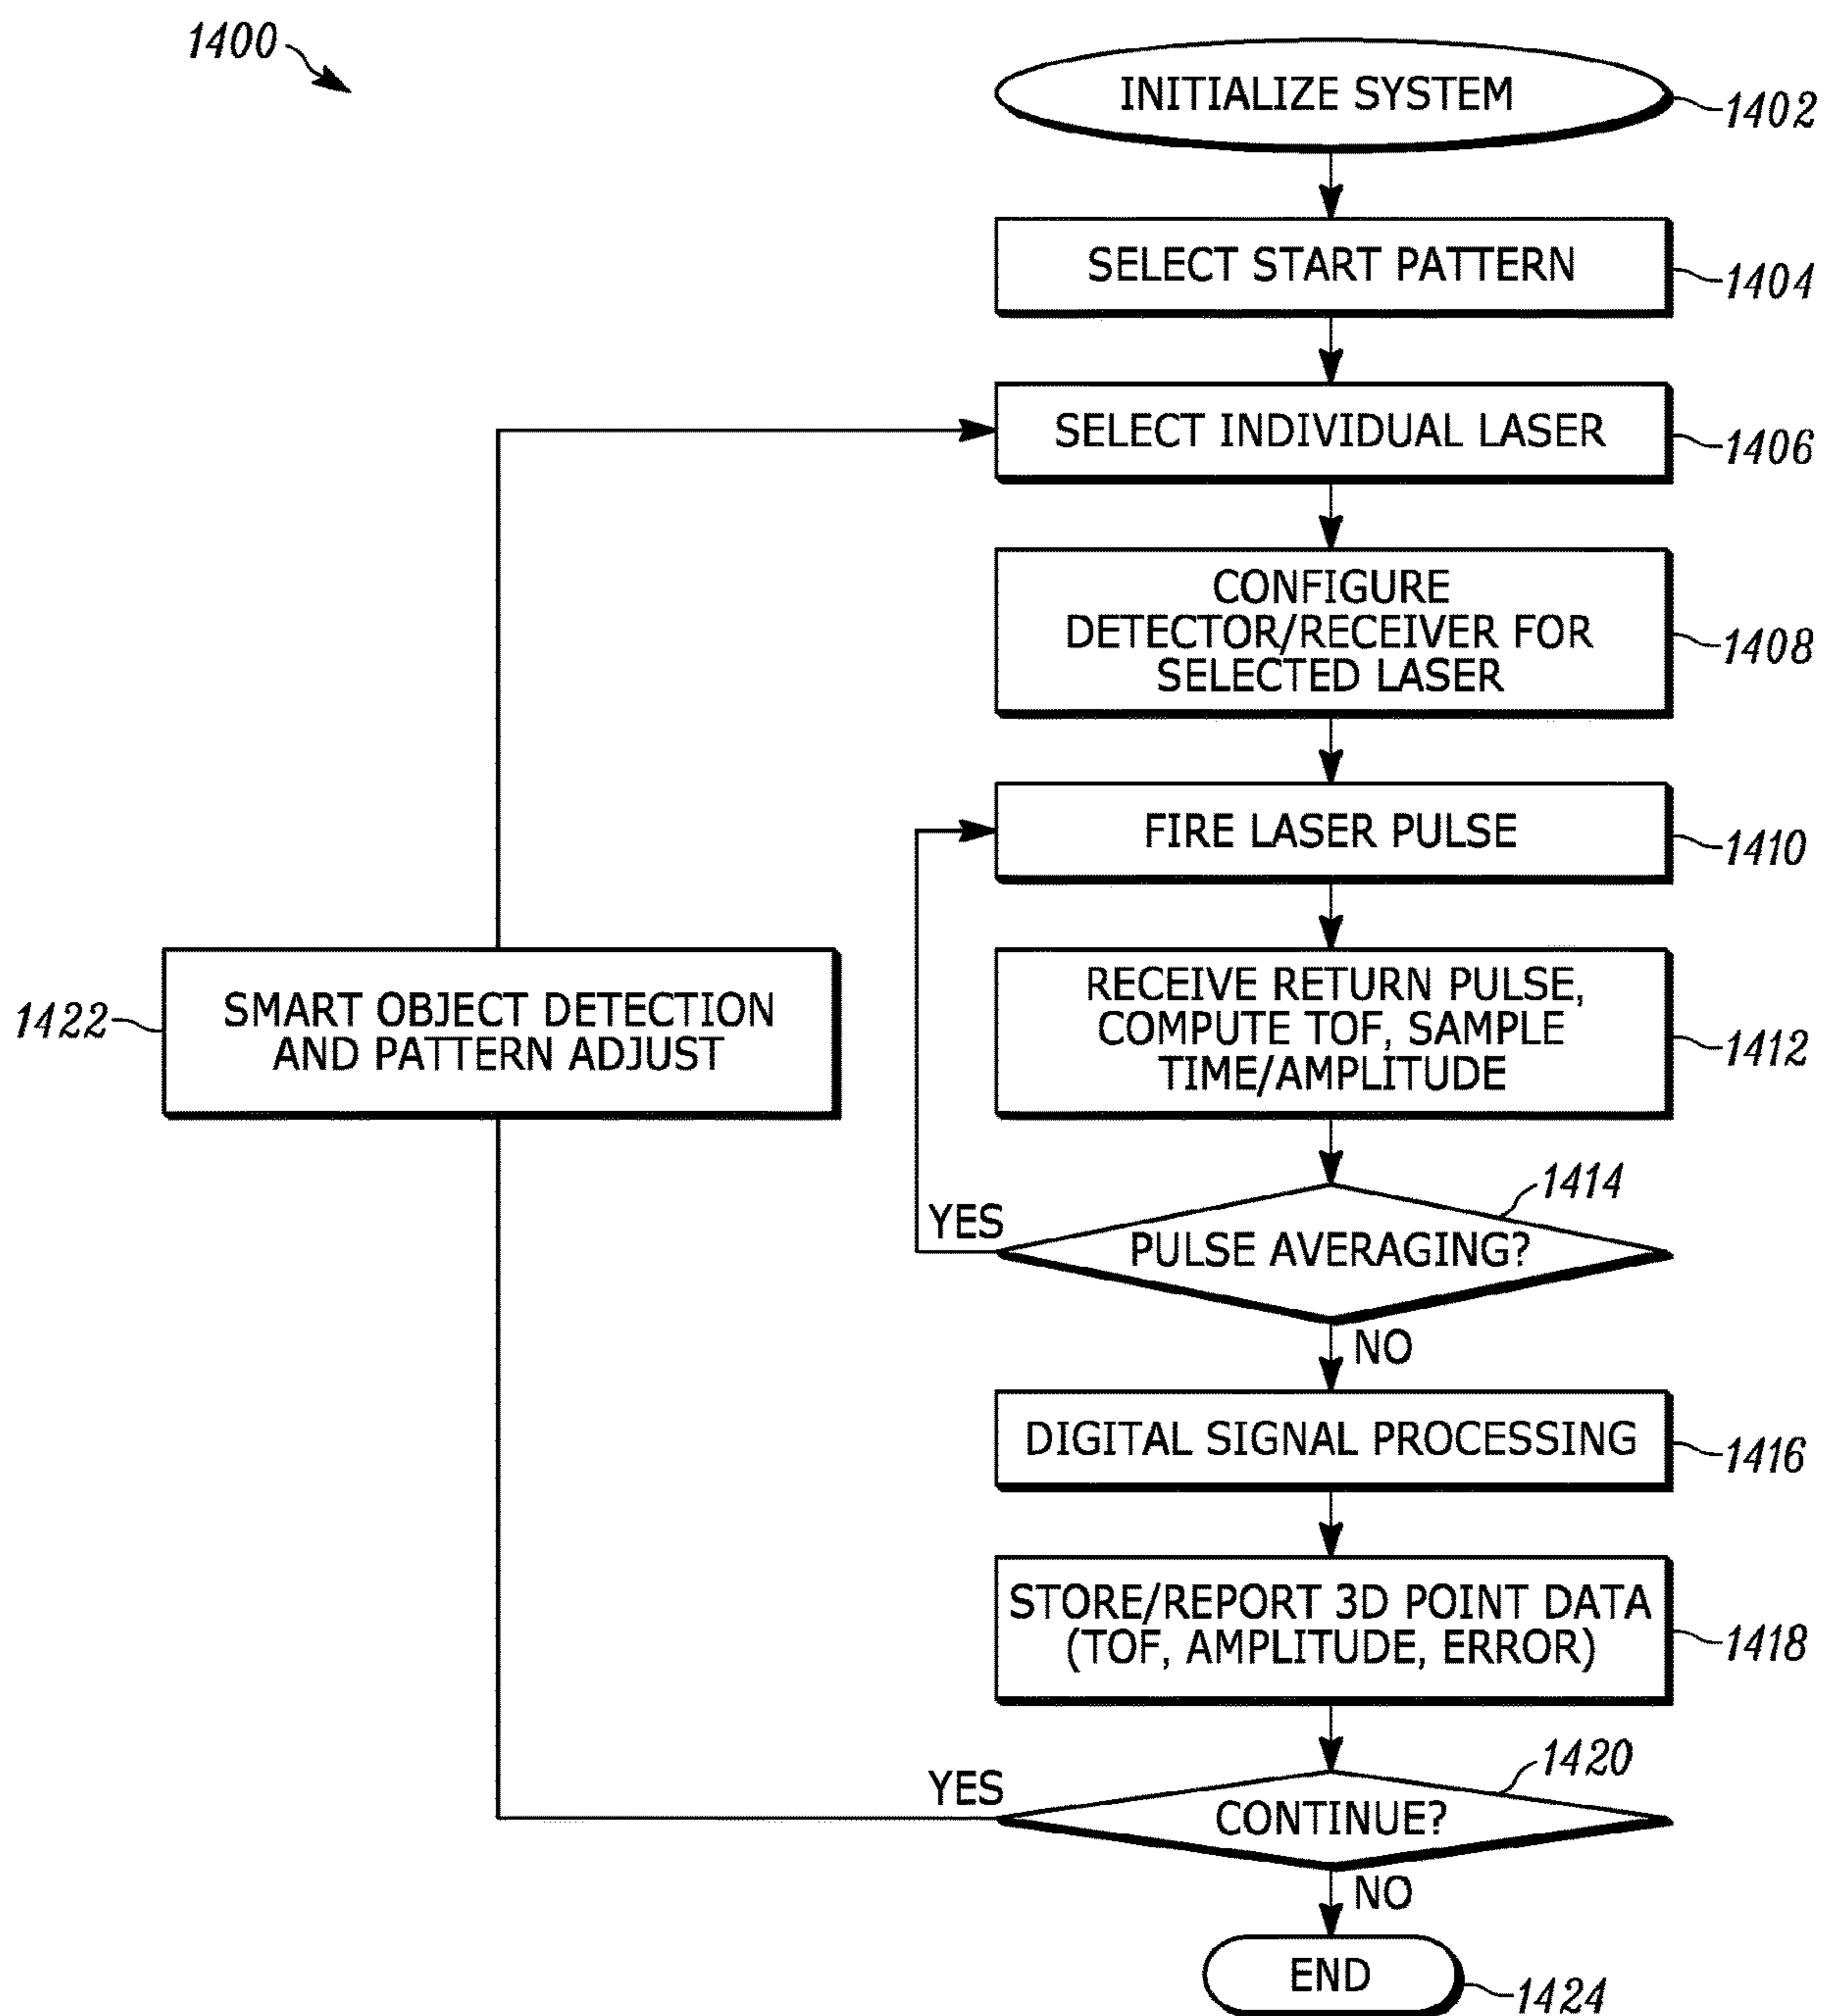 1400
INITIALIZE SYSTEM
1402
SELECT START PATTERN
1404
SELECT INDIVIDUAL LASER
1406
CONFIGURE
DETECTOR/RECEIVER FOR
SELECTED LASER
1408
FIRE LASER PULSE
1410
SMART OBJECT DETECTION
AND PATTERN ADJUST
1422
RECEIVE RETURN PULSE,
COMPUTE TOF, SAMPLE
TIME/AMPLITUDE
1412
1414
YES
PULSE AVERAGING?
NO
DIGITAL SIGNAL PROCESSING
1416
STORE/REPORT 3D POINT DATA
(TOF, AMPLITUDE, ERROR)
1418
1420
YES
CONTINUE?
NO
END
1424